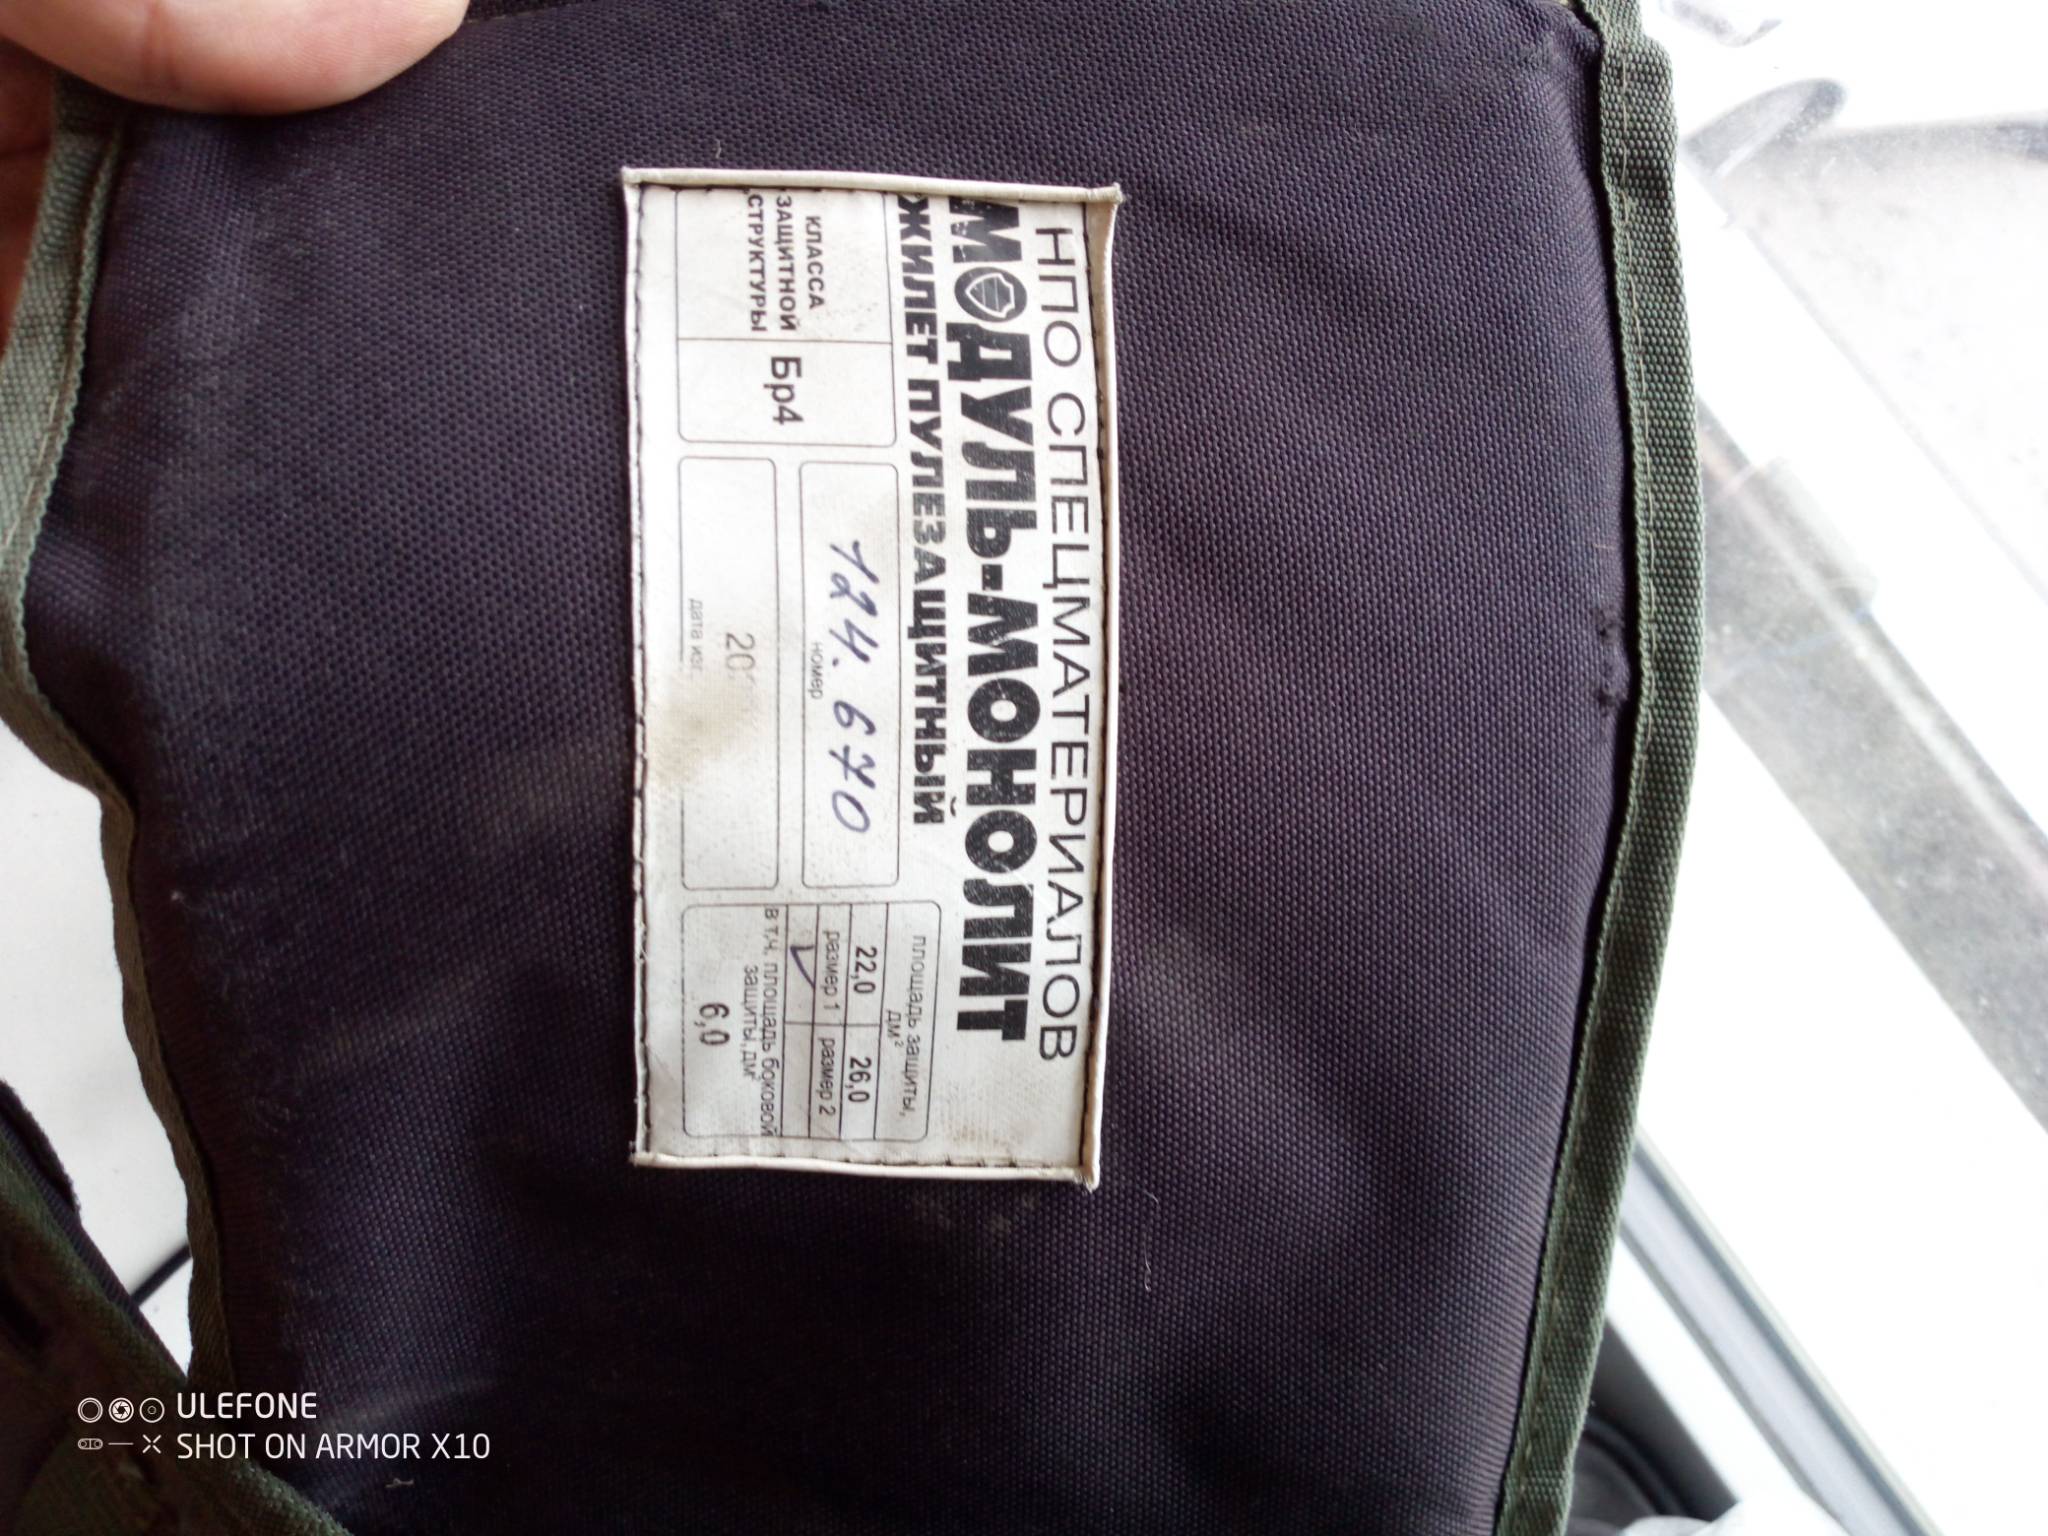 НПО СПЕЦМАТЕРИАЛОВ
МОДУЛЬ-МОНОЛИТ
ЖИЛЕТ ПУЛЕЗАЩИТНЫЙ
КЛАССА
ЗАЩИТНОЙ
СТРУКТУРЫ
Бр4
124.670
номер
дата изг.
площадь защиты,
дм²
22,0 26,0
размер 1 размер 2
в т.ч. площадь боковой
защиты, дм²
6,0
ULEFONE
SHOT ON ARMOR X10